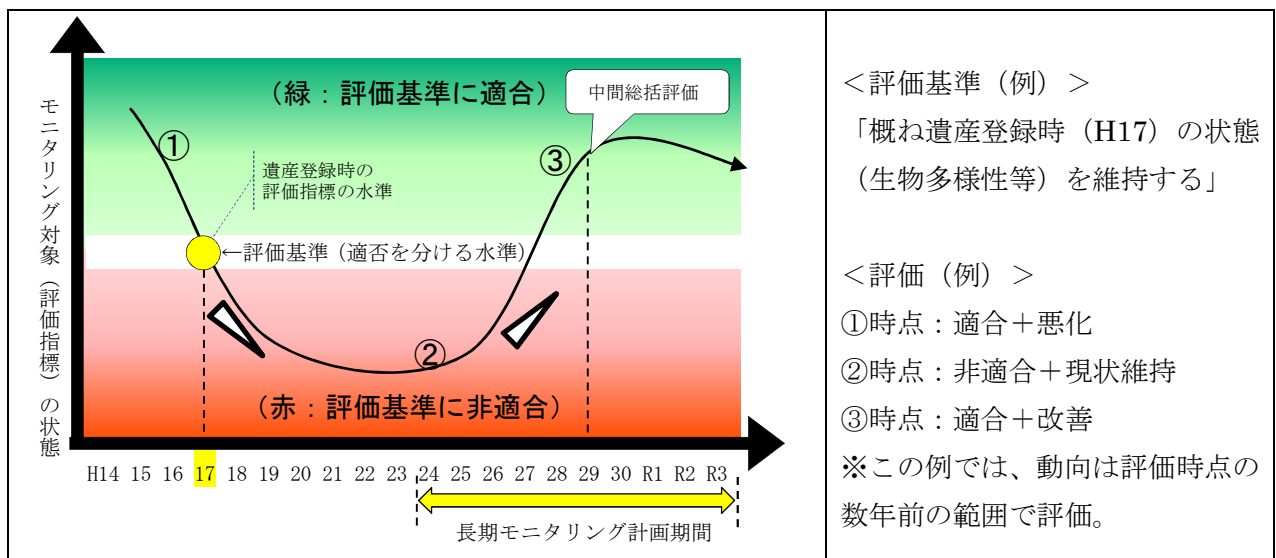 モニタリング対象（評価指標）の状態
（緑：評価基準に適合）
中間総括評価
①
③
遺産登録時の
評価指標の水準
←評価基準（適否を分ける水準）
②
（赤：評価基準に非適合）
H14 15 16 17 18 19 20 21 22 23 24 25 26 27 28 29 30 R1 R2 R3
長期モニタリング計画期間
＜評価基準（例）＞
「概ね遺産登録時（H17）の状態
（生物多様性等）を維持する」
＜評価（例）＞
①時点：適合＋悪化
②時点：非適合＋現状維持
③時点：適合＋改善
※この例では、動向は評価時点の
数年前の範囲で評価。